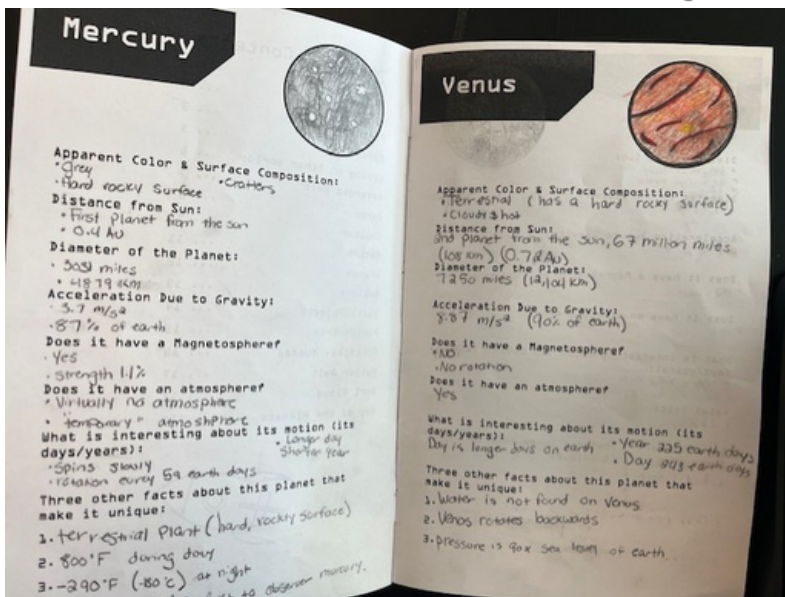 Mercury
Apparent Color & Surface Composition:
• Grey • Cratters
• Hard rocky surface
Distance from Sun:
• First planet from the sun
• 0.4 AU
Diameter of the Planet:
• 3031 miles
• 4879 km
Acceleration Due to Gravity:
• 3.7 m/s²
• 87% of earth
Does it have a Magnetosphere?
• Yes
• Strength 1.1%
Does it have an atmosphere?
• Virtually no atmosphere
• "temporary" atmoshphere
What is interesting about its motion (its
days/years): • Longer day
Shorter year
• Spins slowly
• rotation every 59 earth days
Three other facts about this planet that
make it unique:
1. terrestrial Plant (hard, rocky surface)
2. 800°F during day
3. -290°F (-80°C) at night
to observe mercury.
Venus
Apparent Color & Surface Composition:
• Terrestrial (has a hard rocky surface)
• Cloudy & hot
Distance from Sun:
2nd planet from the sun, 67 million miles
(108 km) (0.72 AU)
Diameter of the Planet:
7250 miles (12,104 km)
Acceleration Due to Gravity:
8.87 m/s² (90% of earth)
Does it have a Magnetosphere?
• NO
• No rotation
Does it have an atmosphere?
Yes
What is interesting about its motion (its
days/years): • Year 225 earth days
Day is longer days on earth • Day 243 earth days
Three other facts about this planet that
make it unique:
1. Water is not found on Venus
2. Venos rotates backwards
3. pressure is 90x sea level of earth.